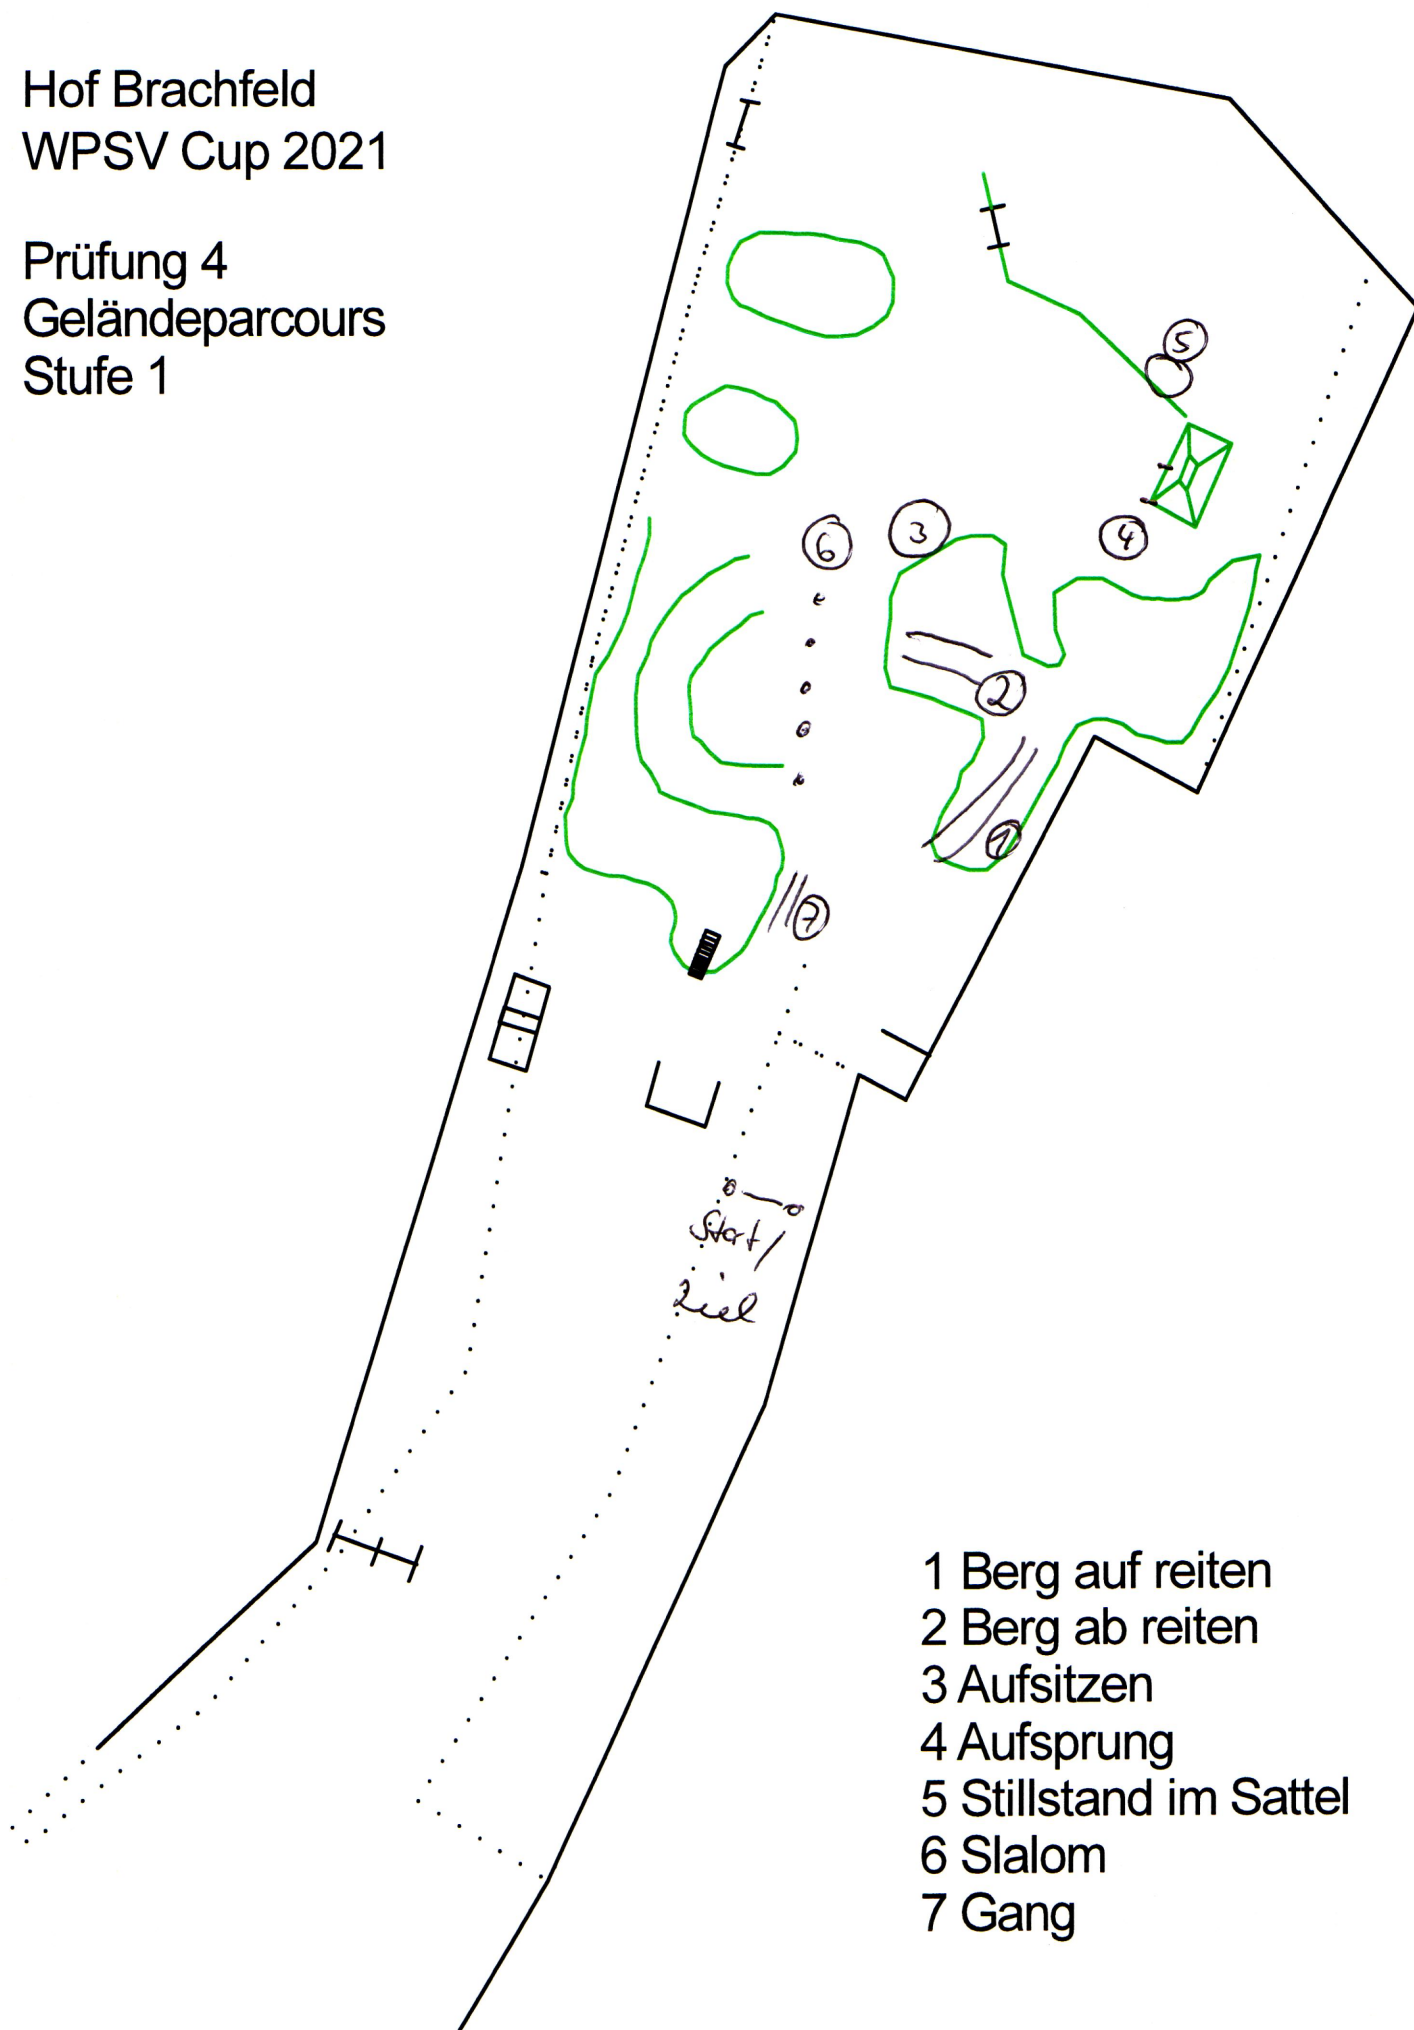 Hof Brachfeld
WPSV Cup 2021
Prüfung 4
Geländeparcours
Stufe 1
5
4
3
6
2
1
7
Start/
Ziel
1 Berg auf reiten
2 Berg ab reiten
3 Aufsitzen
4 Aufsprung
5 Stillstand im Sattel
6 Slalom
7 Gang